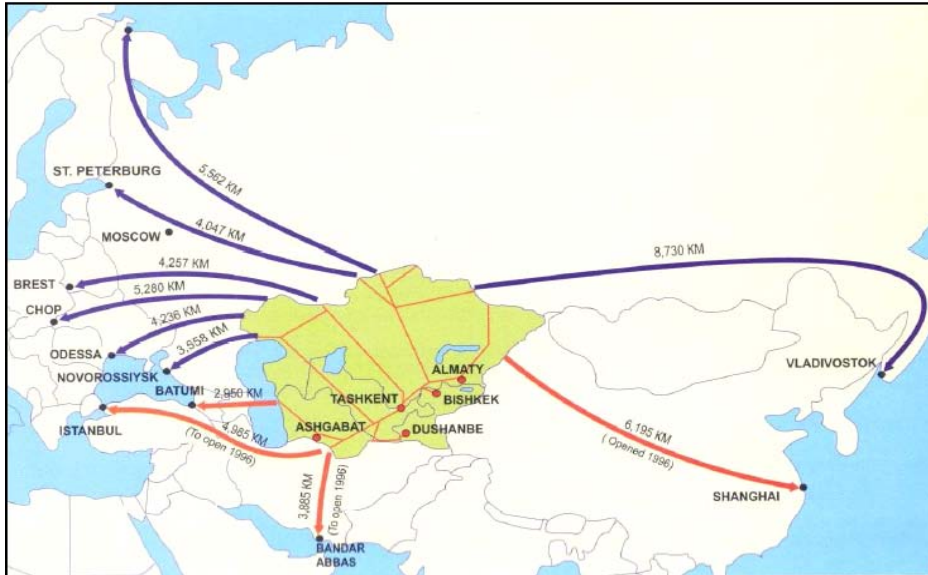 5,562 KM
ST. PETERBURG
4,047 KM
MOSCOW
8,730 KM
4,257 KM
BREST
5,280 KM
CHOP
4,236 KM
ODESSA
3,558 KM
NOVOROSSIYSK
VLADIVOSTOK
ALMATY
BATUMI
2,950 KM
TASHKENT
BISHKEK
ISTANBUL
4,985 KM
(To open 1996)
ASHGABAT
DUSHANBE
6,195 KM
( Opened 1996)
3,885 KM
(To open 1996)
SHANGHAI
BANDAR
ABBAS